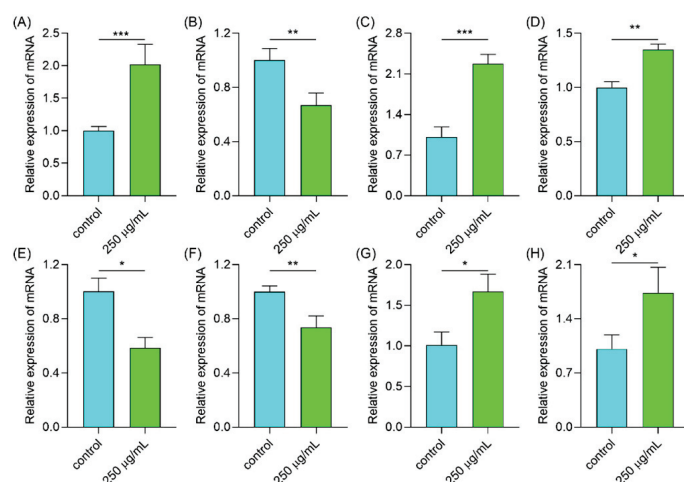 (A)
Relative expression of mRNA
2.5
2.0
1.5
1.0
0.5
0.0
***
control
250 µg/mL
(B)
Relative expression of mRNA
1.2
0.8
0.4
0.0
**
control
250 µg/mL
(C)
Relative expression of mRNA
2.8
2.1
1.4
0.7
0.0
***
control
250 µg/mL
(D)
Relative expression of mRNA
1.5
1.0
0.5
0.0
**
control
250 µg/mL
(E)
Relative expression of mRNA
1.2
0.8
0.4
0.0
*
control
250 µg/mL
(F)
Relative expression of mRNA
1.2
0.8
0.4
0.0
**
control
250 µg/mL
(G)
Relative expression of mRNA
2.0
1.5
1.0
0.5
0.0
*
control
250 µg/mL
(H)
Relative expression of mRNA
2.1
1.4
0.7
0.0
*
control
250 µg/mL